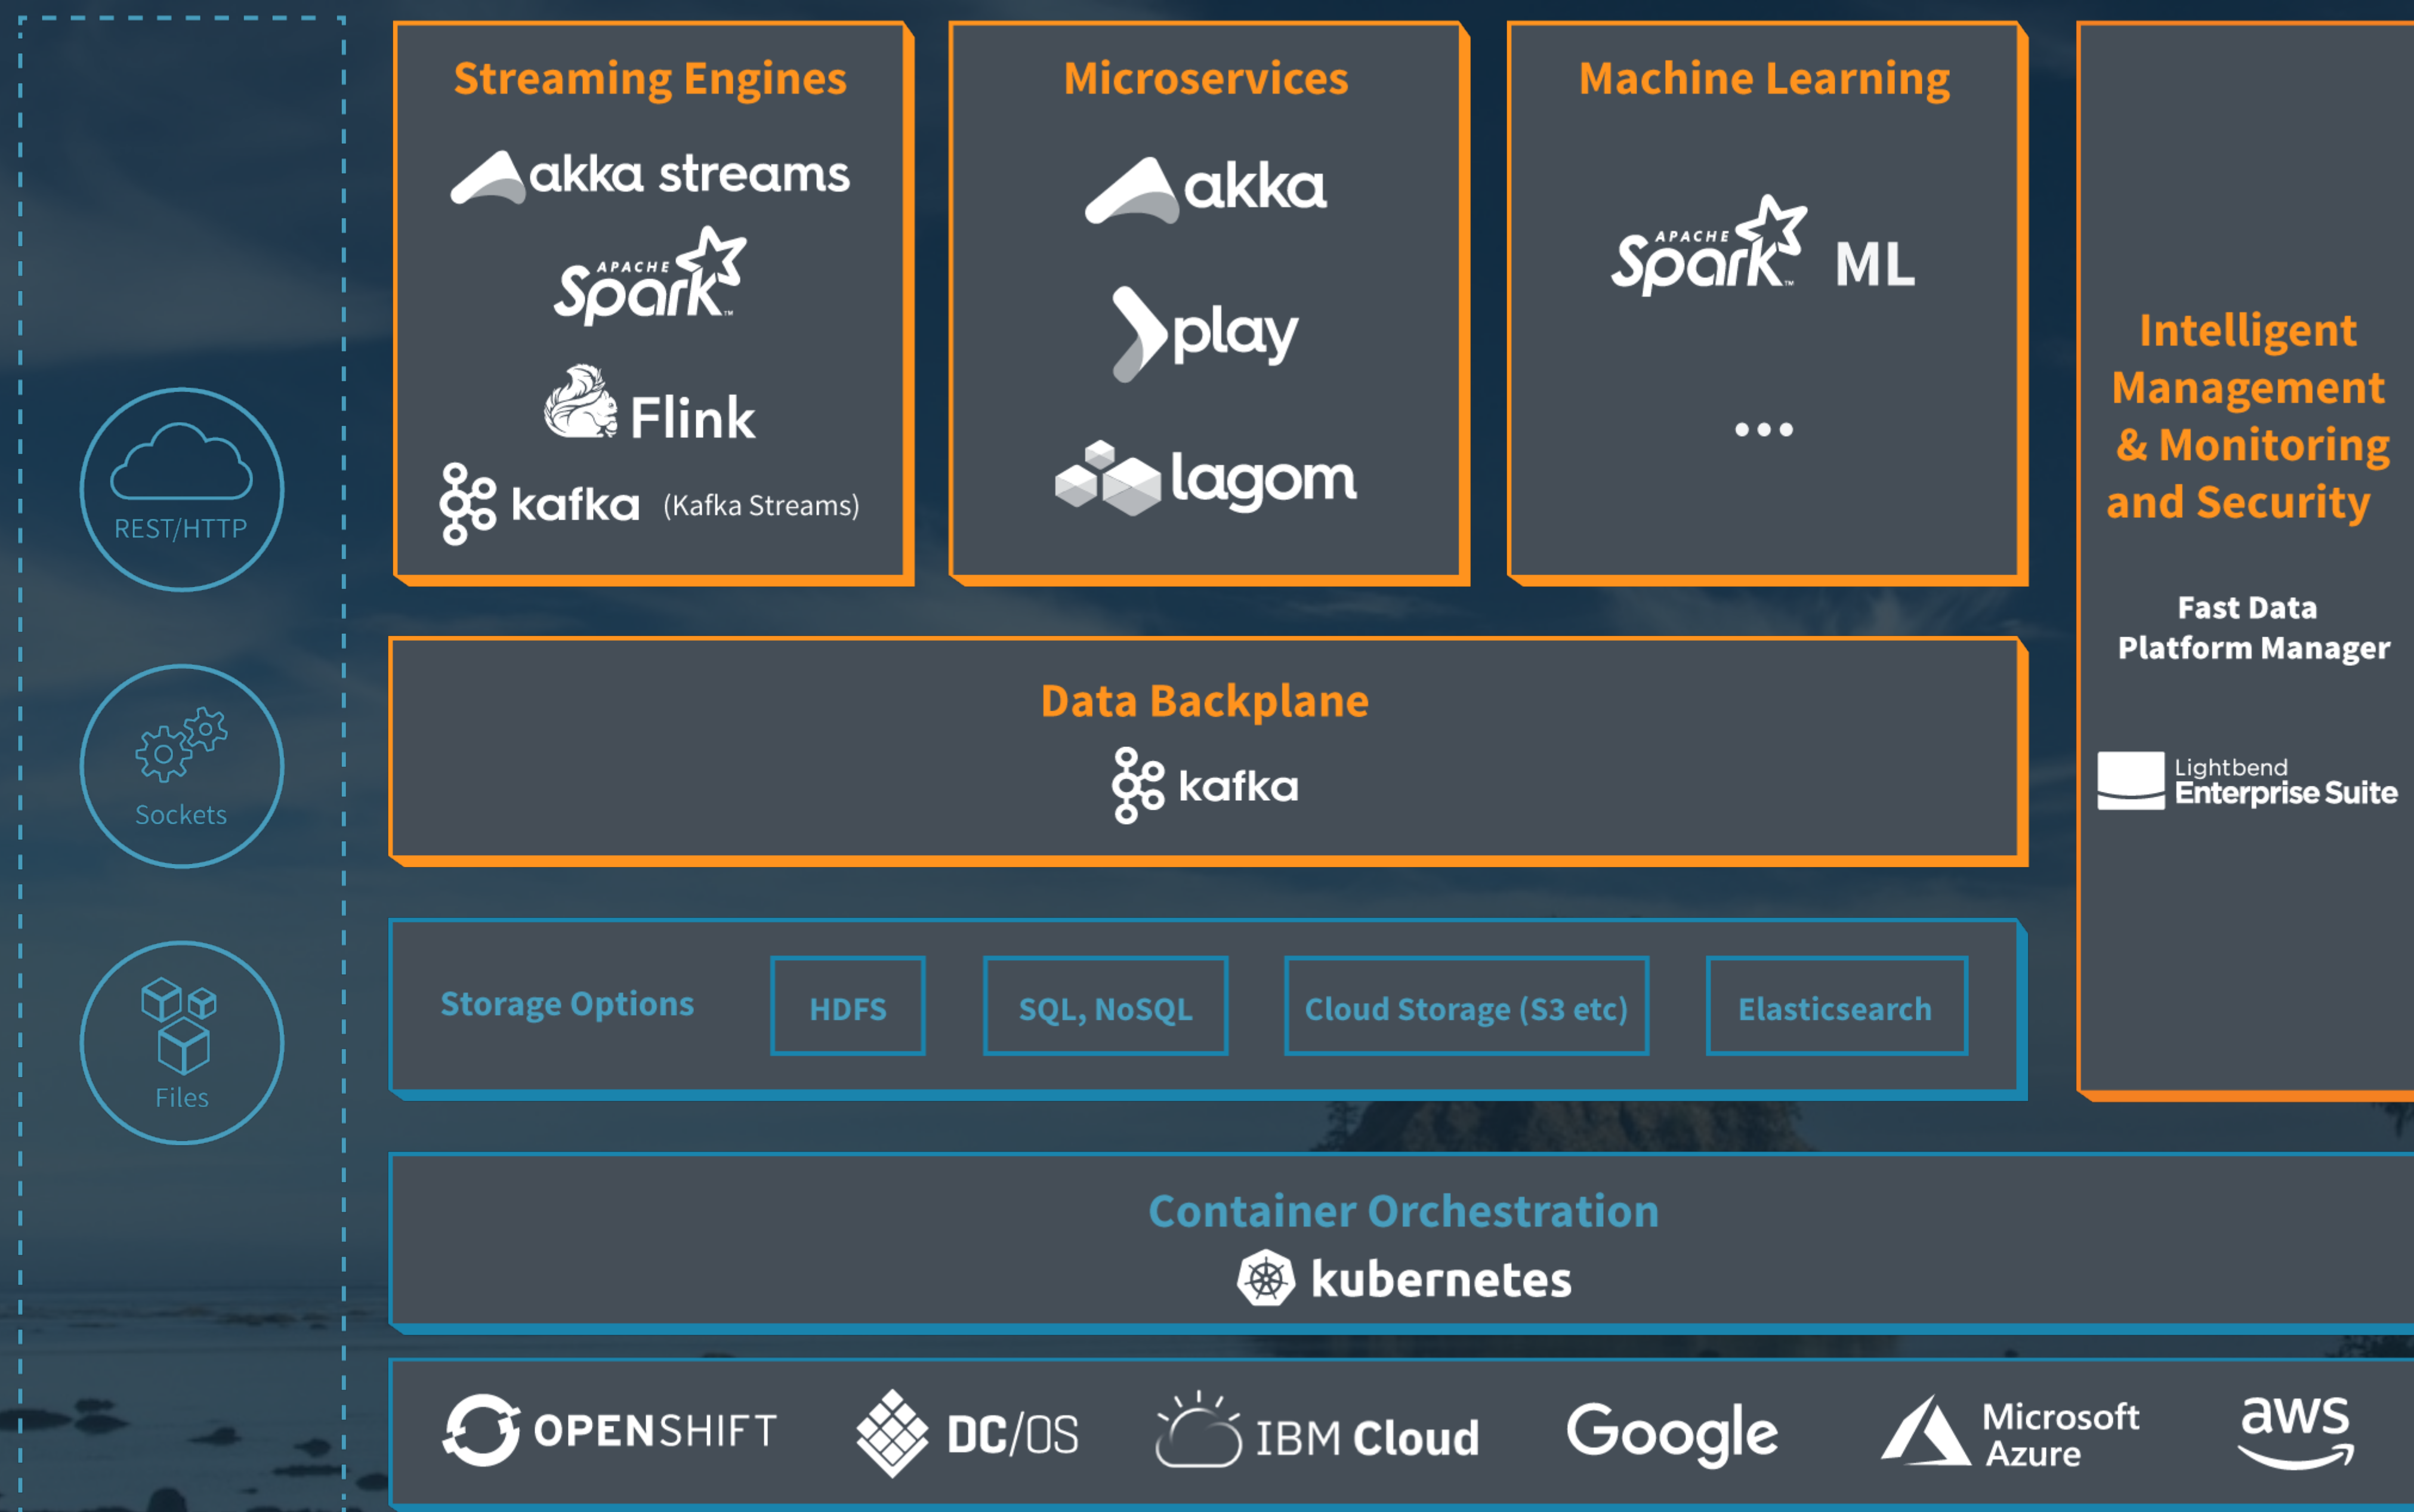 Streaming Engines
akka streams
APACHE
Spark™
Flink
kafka (Kafka Streams)
Microservices
akka
play
lagom
Machine Learning
APACHE
Spark™ ML
...
Intelligent
Management
& Monitoring
and Security
Fast Data
Platform Manager
Lightbend
Enterprise Suite
REST/HTTP
Sockets
Files
Data Backplane
kafka
Storage Options
HDFS
SQL, NoSQL
Cloud Storage (S3 etc)
Elasticsearch
Container Orchestration
kubernetes
OPENSHIFT
DC/OS
IBM Cloud
Google
Microsoft
Azure
aws